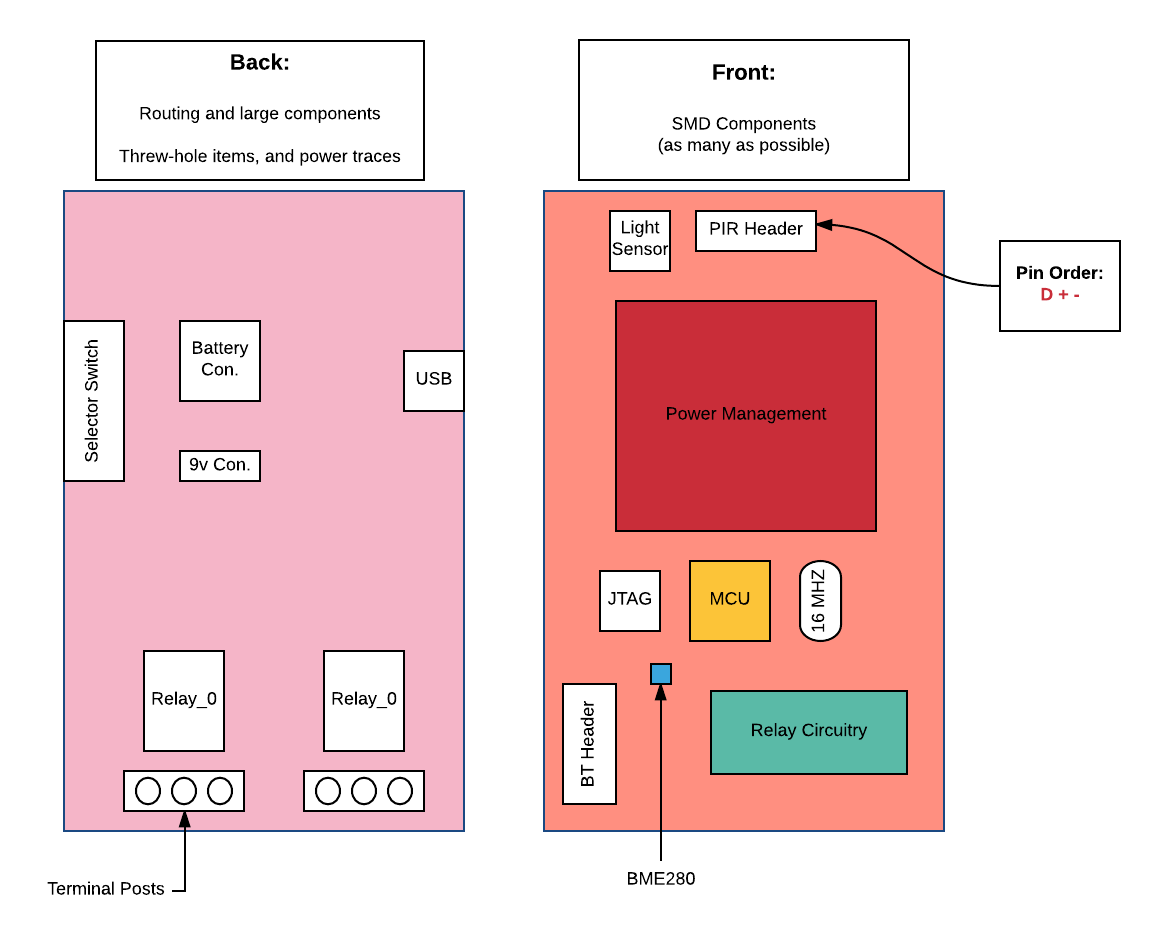 Back:
Routing and large components
Threw-hole items, and power traces
Front:
SMD Components
(as many as possible)
Selector Switch
Battery
Con.
9v Con.
USB
Relay_0
Relay_0
Terminal Posts
Light
Sensor
PIR Header
Pin Order:
D + -
Power Management
JTAG
MCU
16 MHZ
BT Header
Relay Circuitry
BME280